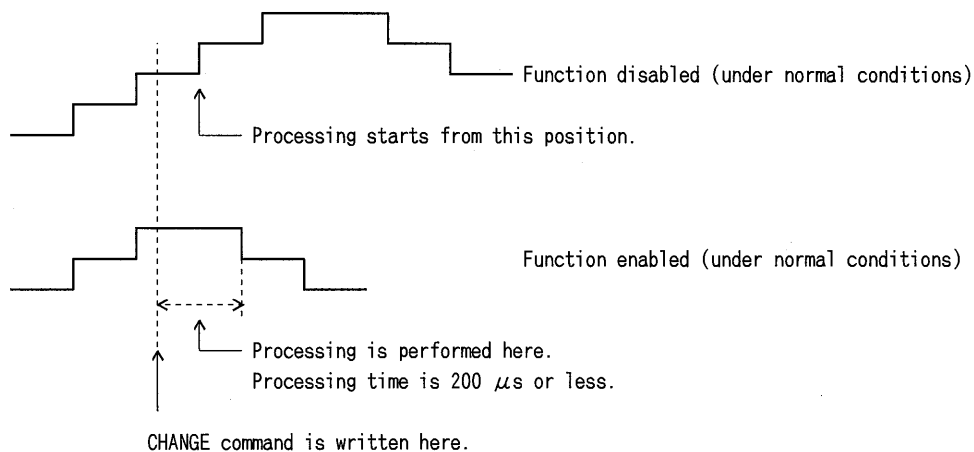 Function disabled (under normal conditions)
Processing starts from this position.
Function enabled (under normal conditions)
Processing is performed here.
Processing time is 200 μs or less.
CHANGE command is written here.